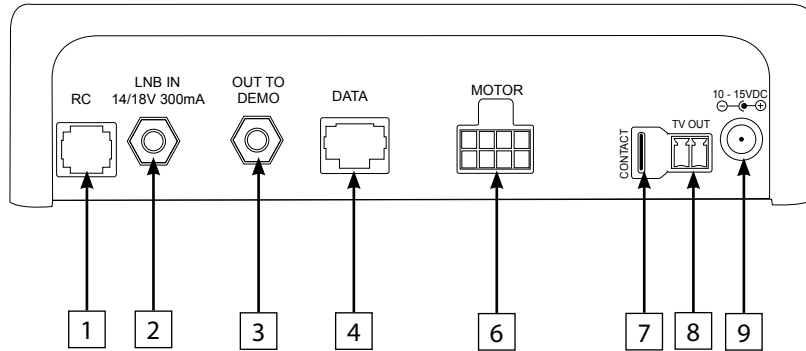 RC
LNB IN
14/18V 300mA
OUT TO
DEMO
DATA
MOTOR
CONTACT
TV OUT
10 - 15VDC
1
2
3
4
6
7
8
9